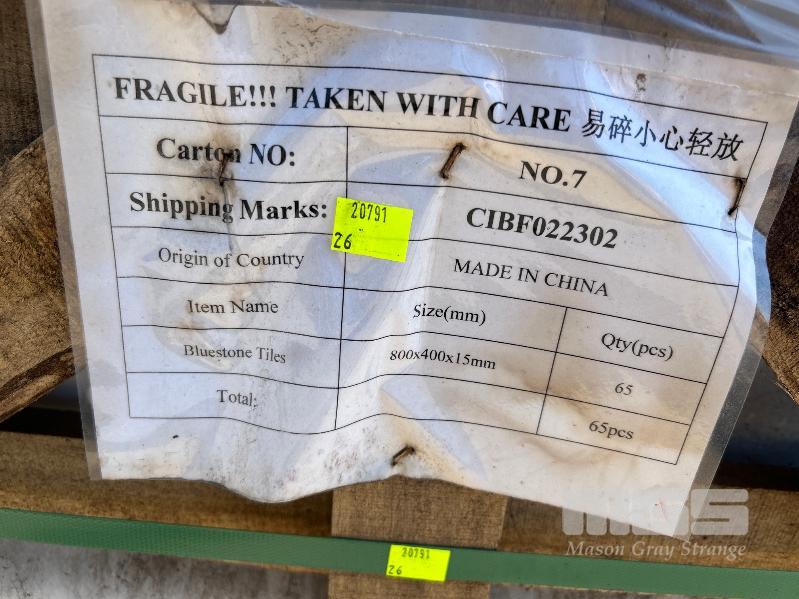 FRAGILE!!! TAKEN WITH CARE 易碎小心轻放
Carton NO: NO.7
Shipping Marks: CIBF022302
20791
26
Origin of Country MADE IN CHINA
Item Name Size(mm) Qty(pcs)
Bluestone Tiles 800x400x15mm 65
Total: 65pcs
20791
26
MGS
Mason Gray Strange